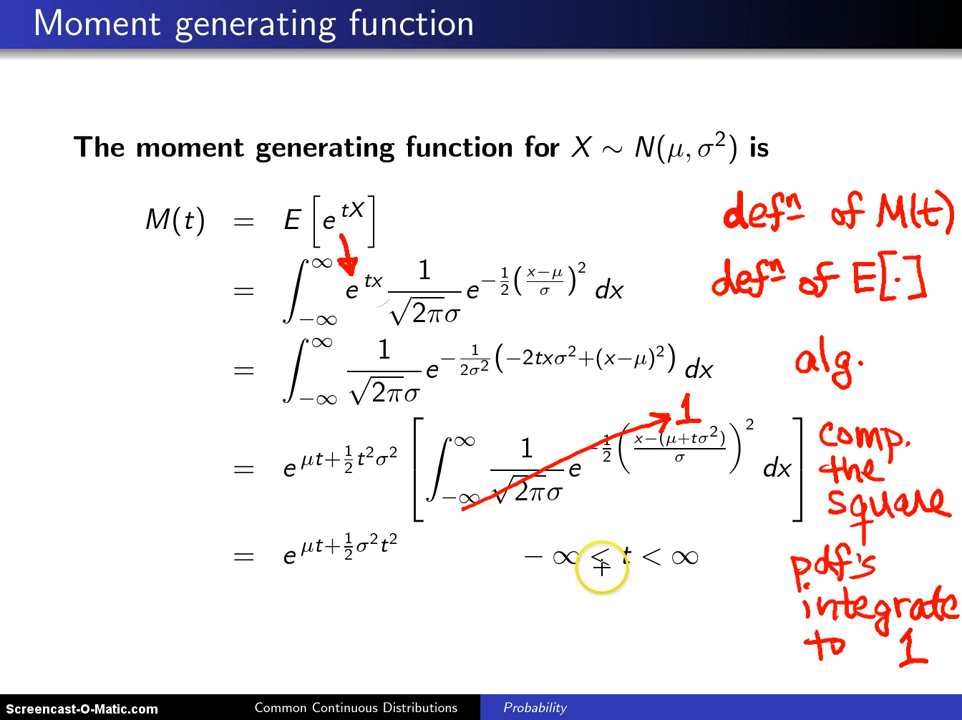 Moment generating function
The moment generating function for X ∼ N(μ, σ²) is
M(t) = E[e^{tX}] defⁿ of M(t)
= ∫_{−∞}^{∞} e^{tx} 1/(√(2π)σ) e^{−½((x−μ)/σ)²} dx defⁿ of E[·]
= ∫_{−∞}^{∞} 1/(√(2π)σ) e^{−1/(2σ²)(−2txσ²+(x−μ)²)} dx alg.
1
= e^{μt+½t²σ²} [∫_{−∞}^{∞} 1/(√(2π)σ) e^{−½((x−(μ+tσ²))/σ)²} dx] comp.
the
square
+
= e^{μt+½σ²t²} − ∞ < t < ∞
pdf's
integrate
to 1
Screencast-O-Matic.com Common Continuous Distributions Probability